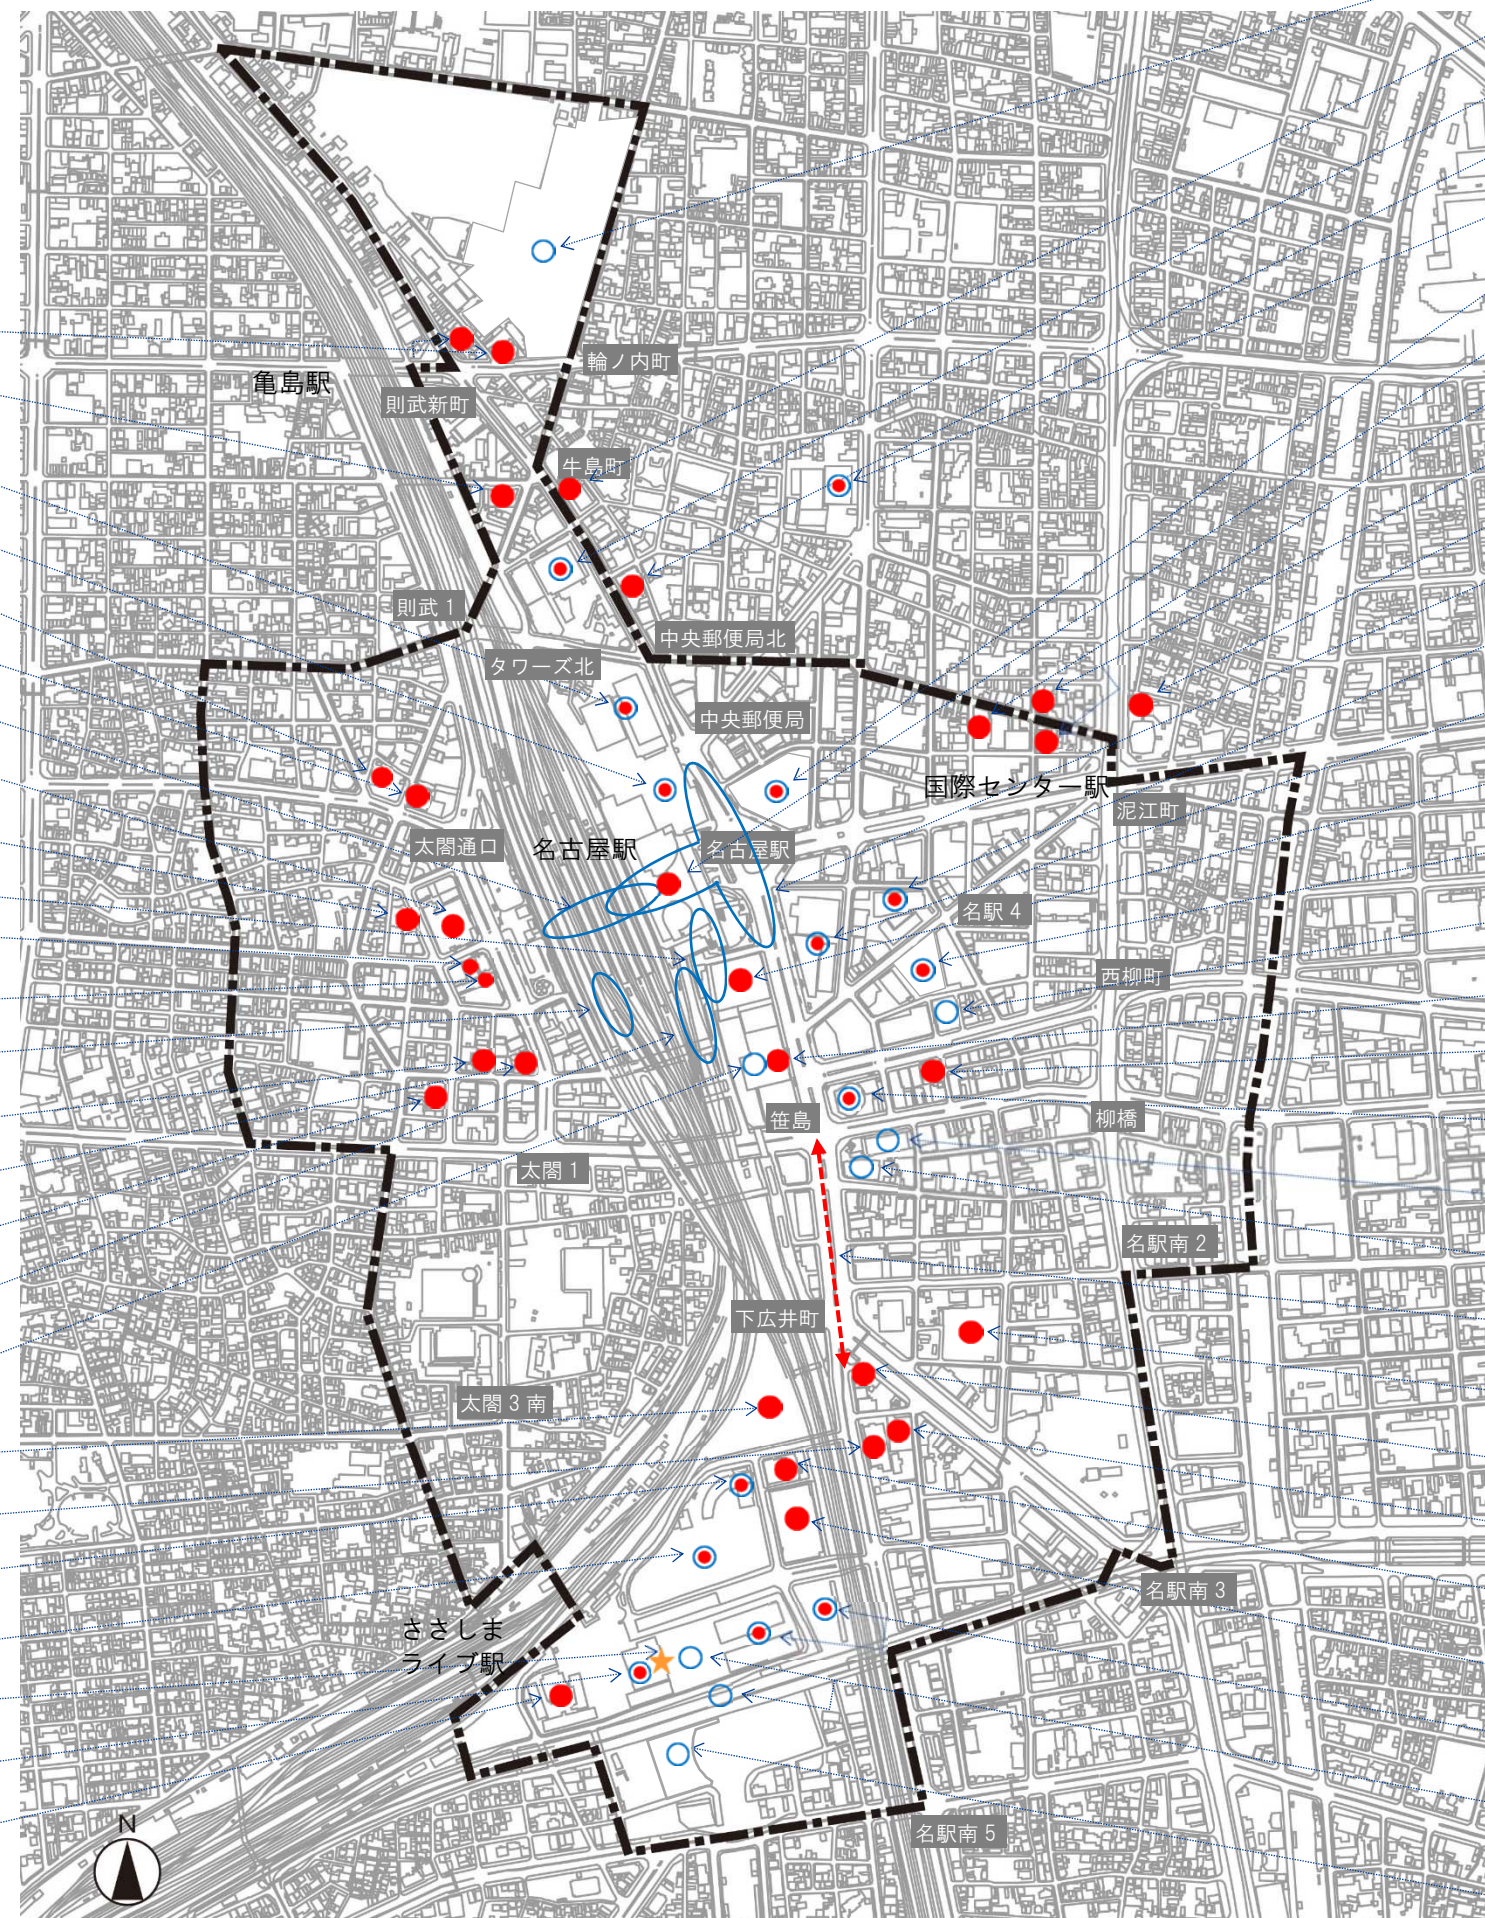 輪ノ内町
亀島駅
則武新町
牛島町
則武 1
中央郵便局北
タワーズ北
中央郵便局
国際センター駅
泥江町
太閤通口
名古屋駅
名古屋駅
名駅 4
西柳町
笹島
柳橋
太閤 1
名駅南 2
下広井町
太閤 3 南
名駅南 3
ささしま
ライブ駅
N
名駅南 5